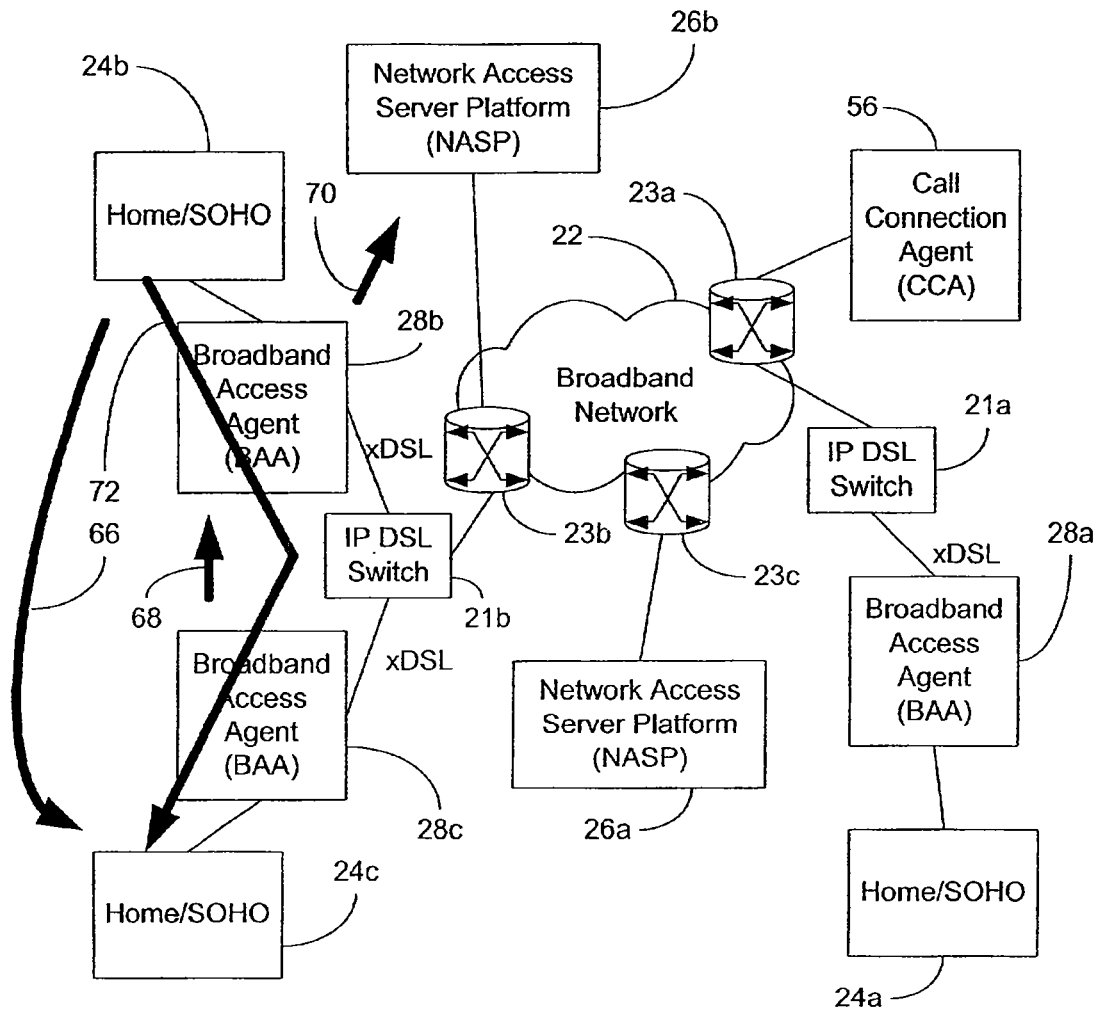 26b
24b
Network Access
Server Platform
(NASP)
56
Home/SOHO
70
23a
Call
Connection
Agent
(CCA)
22
28b
Broadband
Access
Agent
(BAA)
Broadband
Network
xDSL
21a
IP DSL
Switch
72
66
IP DSL
Switch
23b
23c
xDSL
28a
68
21b
Broadband
Access
Agent
(BAA)
xDSL
Broadband
Access
Agent
(BAA)
Network Access
Server Platform
(NASP)
28c
26a
24c
Home/SOHO
Home/SOHO
24a